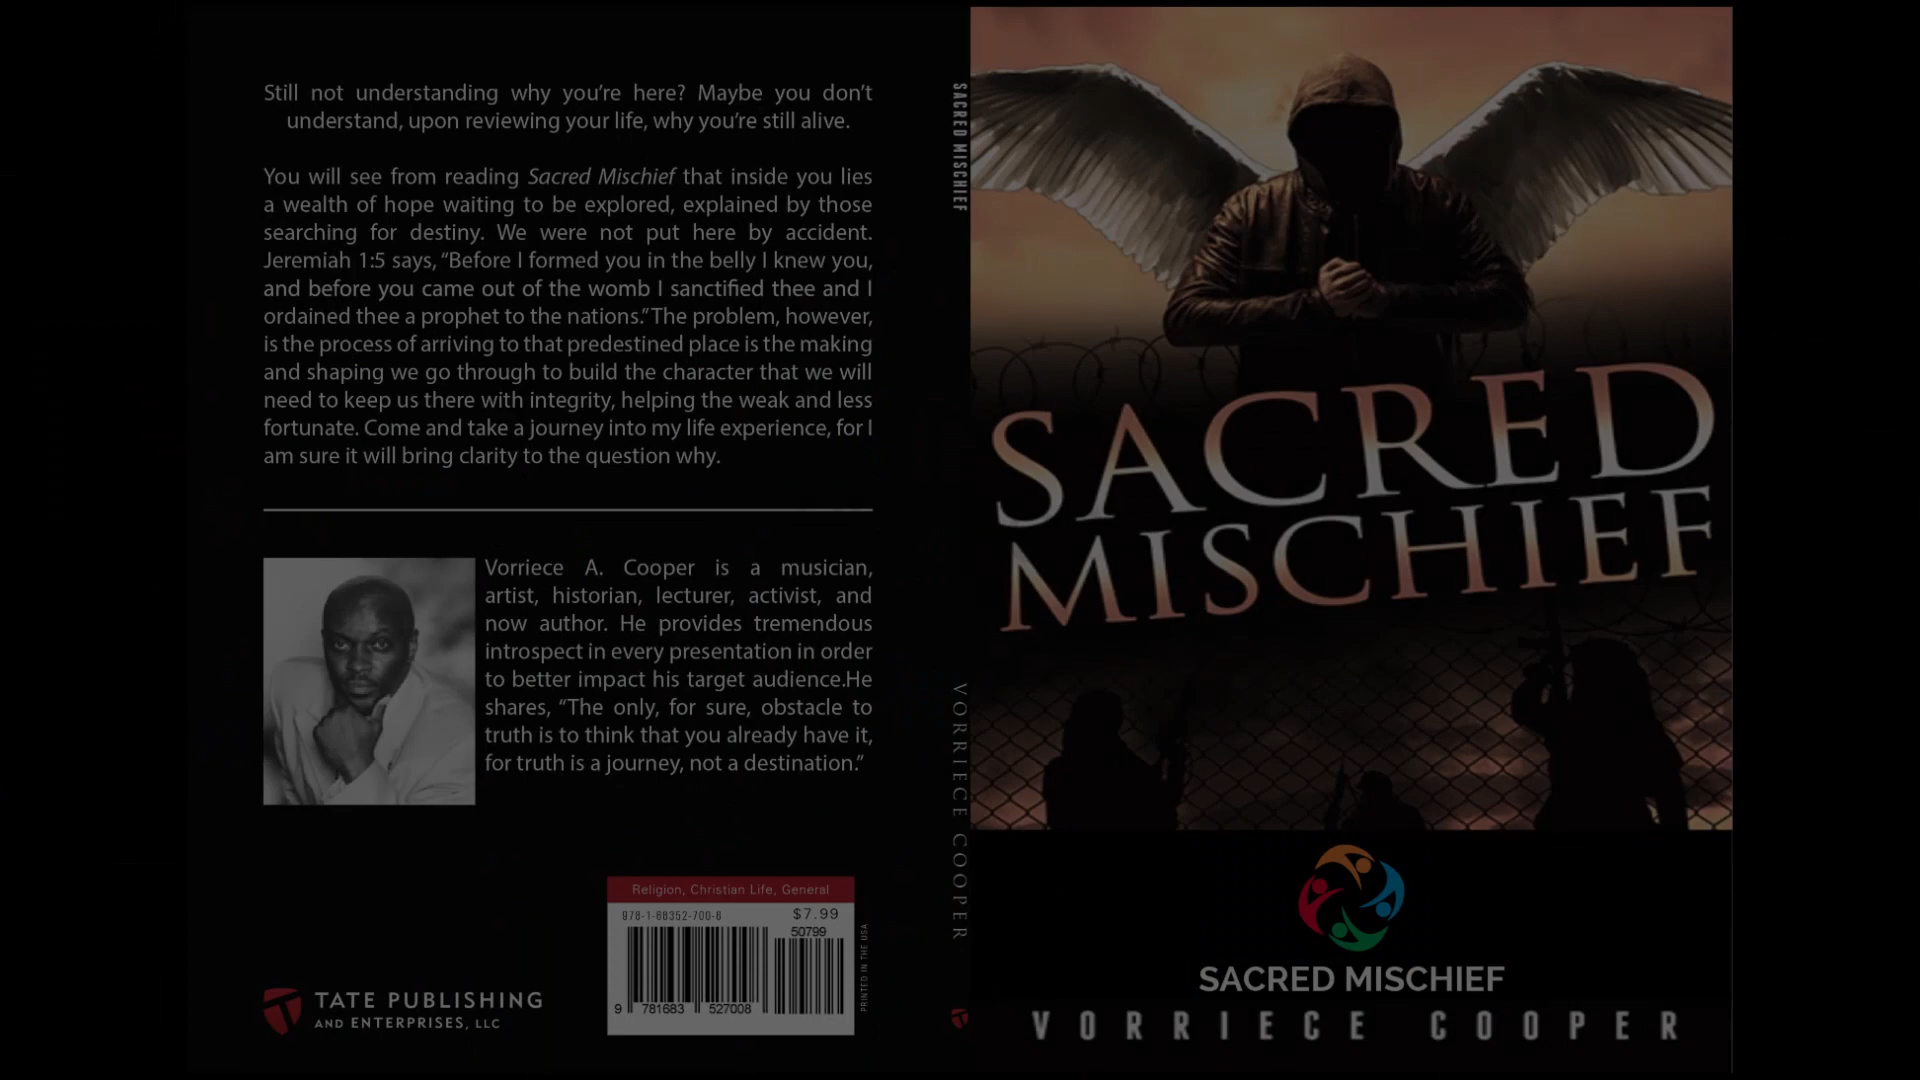 Still not understanding why you're here? Maybe you don't
understand, upon reviewing your life, why you're still alive.
You will see from reading Sacred Mischief that inside you lies
a wealth of hope waiting to be explored, explained by those
searching for destiny. We were not put here by accident.
Jeremiah 1:5 says, “Before I formed you in the belly I knew you,
and before you came out of the womb I sanctified thee and I
ordained thee a prophet to the nations.” The problem, however,
is the process of arriving to that predestined place is the making
and shaping we go through to build the character that we will
need to keep us there with integrity, helping the weak and less
fortunate. Come and take a journey into my life experience, for I
am sure it will bring clarity to the question why.
Vorriece A. Cooper is a musician,
artist, historian, lecturer, activist, and
now author. He provides tremendous
introspect in every presentation in order
to better impact his target audience.He
shares, “The only, for sure, obstacle to
truth is to think that you already have it,
for truth is a journey, not a destination.”
Religion, Christian Life, General
978-1-68352-700-8
$7.99
50799
9 781683 527008
PRINTED IN THE USA
TATE PUBLISHING
AND ENTERPRISES, LLC
SACRED MISCHIEF
VORRIECE COOPER
SACRED
MISCHIEF
SACRED MISCHIEF
VORRIECE COOPER